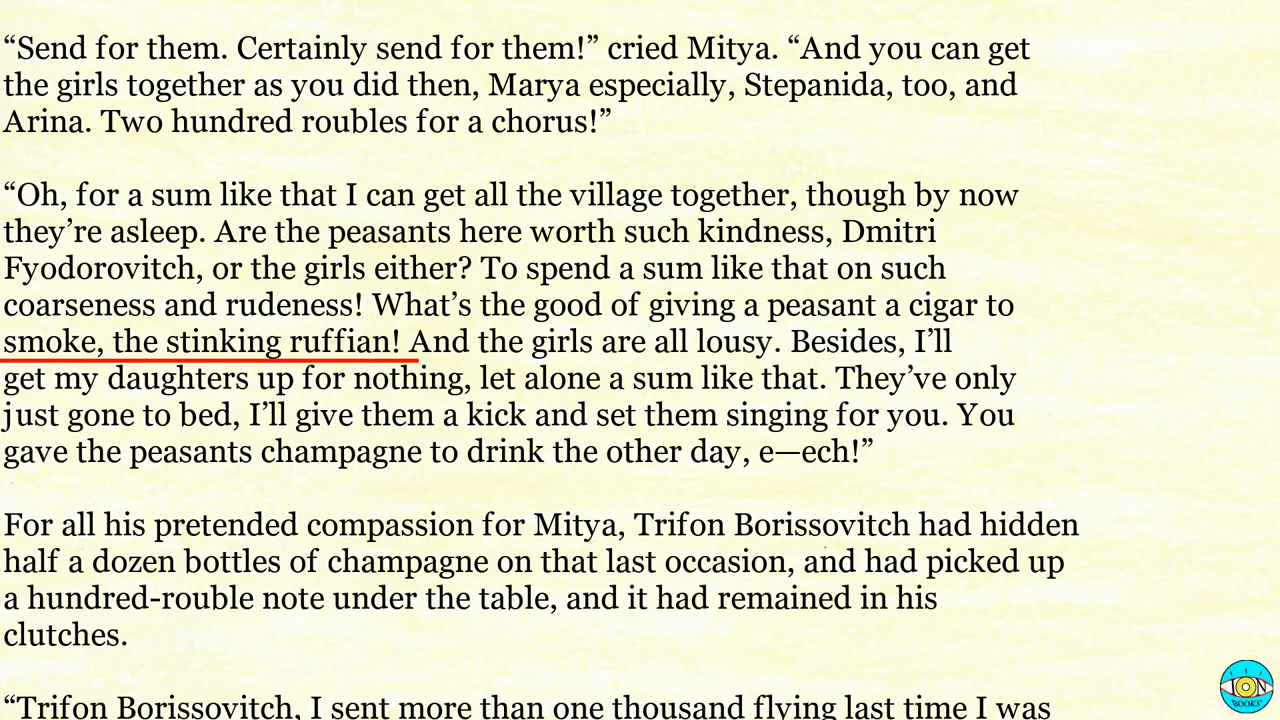 “Send for them. Certainly send for them!” cried Mitya. “And you can get
the girls together as you did then, Marya especially, Stepanida, too, and
Arina. Two hundred roubles for a chorus!”
“Oh, for a sum like that I can get all the village together, though by now
they’re asleep. Are the peasants here worth such kindness, Dmitri
Fyodorovitch, or the girls either? To spend a sum like that on such
coarseness and rudeness! What’s the good of giving a peasant a cigar to
smoke, the stinking ruffian! And the girls are all lousy. Besides, I’ll
get my daughters up for nothing, let alone a sum like that. They’ve only
just gone to bed, I’ll give them a kick and set them singing for you. You
gave the peasants champagne to drink the other day, e—ech!”
For all his pretended compassion for Mitya, Trifon Borissovitch had hidden
half a dozen bottles of champagne on that last occasion, and had picked up
a hundred-rouble note under the table, and it had remained in his
clutches.
“Trifon Borissovitch, I sent more than one thousand flying last time I was
ION
BOOKS